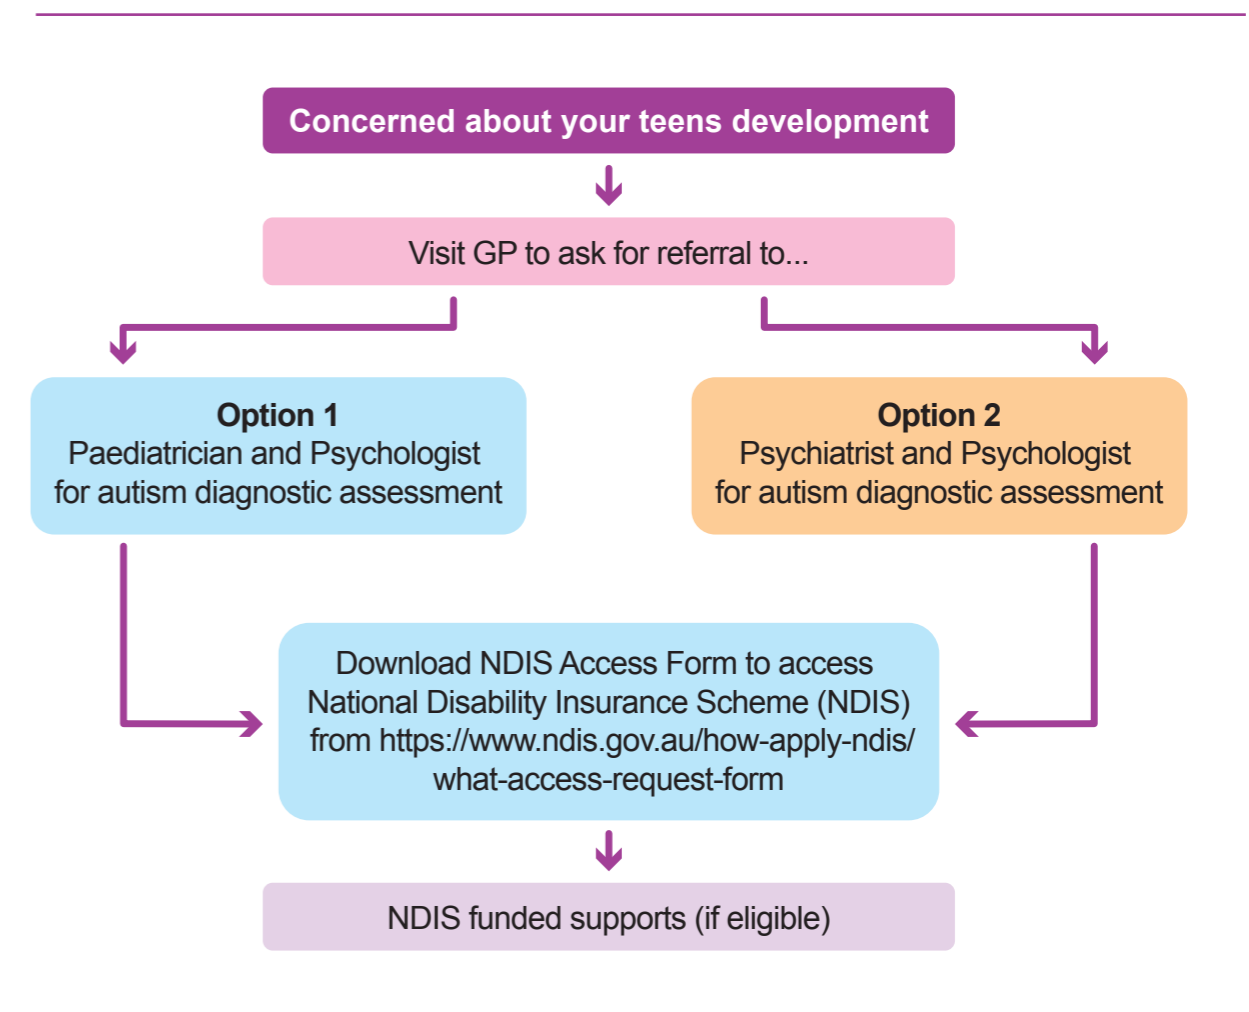 Concerned about your teens development
Visit GP to ask for referral to...
Option 1
Paediatrician and Psychologist
for autism diagnostic assessment
Option 2
Psychiatrist and Psychologist
for autism diagnostic assessment
Download NDIS Access Form to access
National Disability Insurance Scheme (NDIS)
from https://www.ndis.gov.au/how-apply-ndis/
what-access-request-form
NDIS funded supports (if eligible)